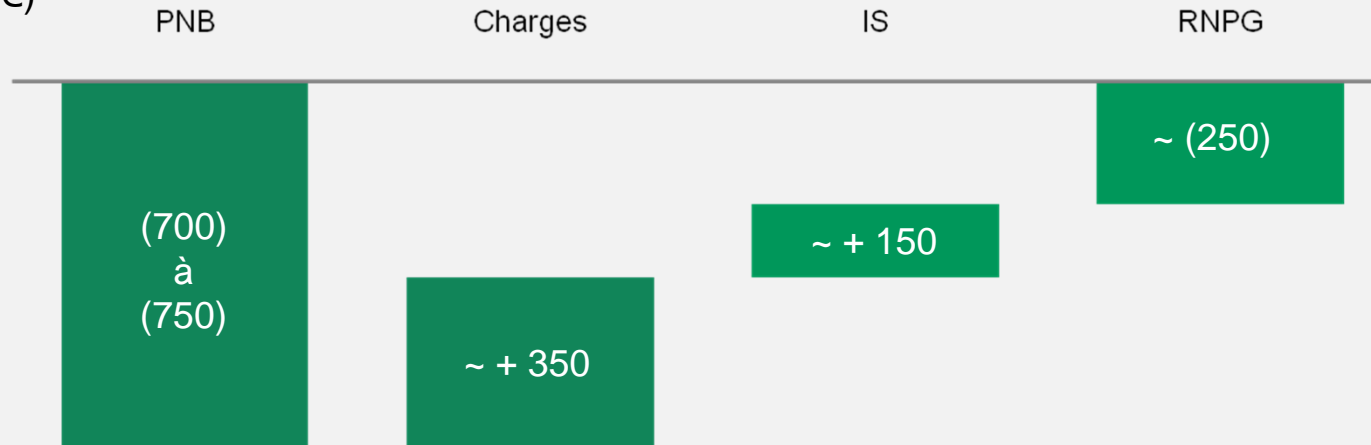 PNB Charges IS RNPG
~ (250)
(700)
à
(750)
~ + 150
~ + 350